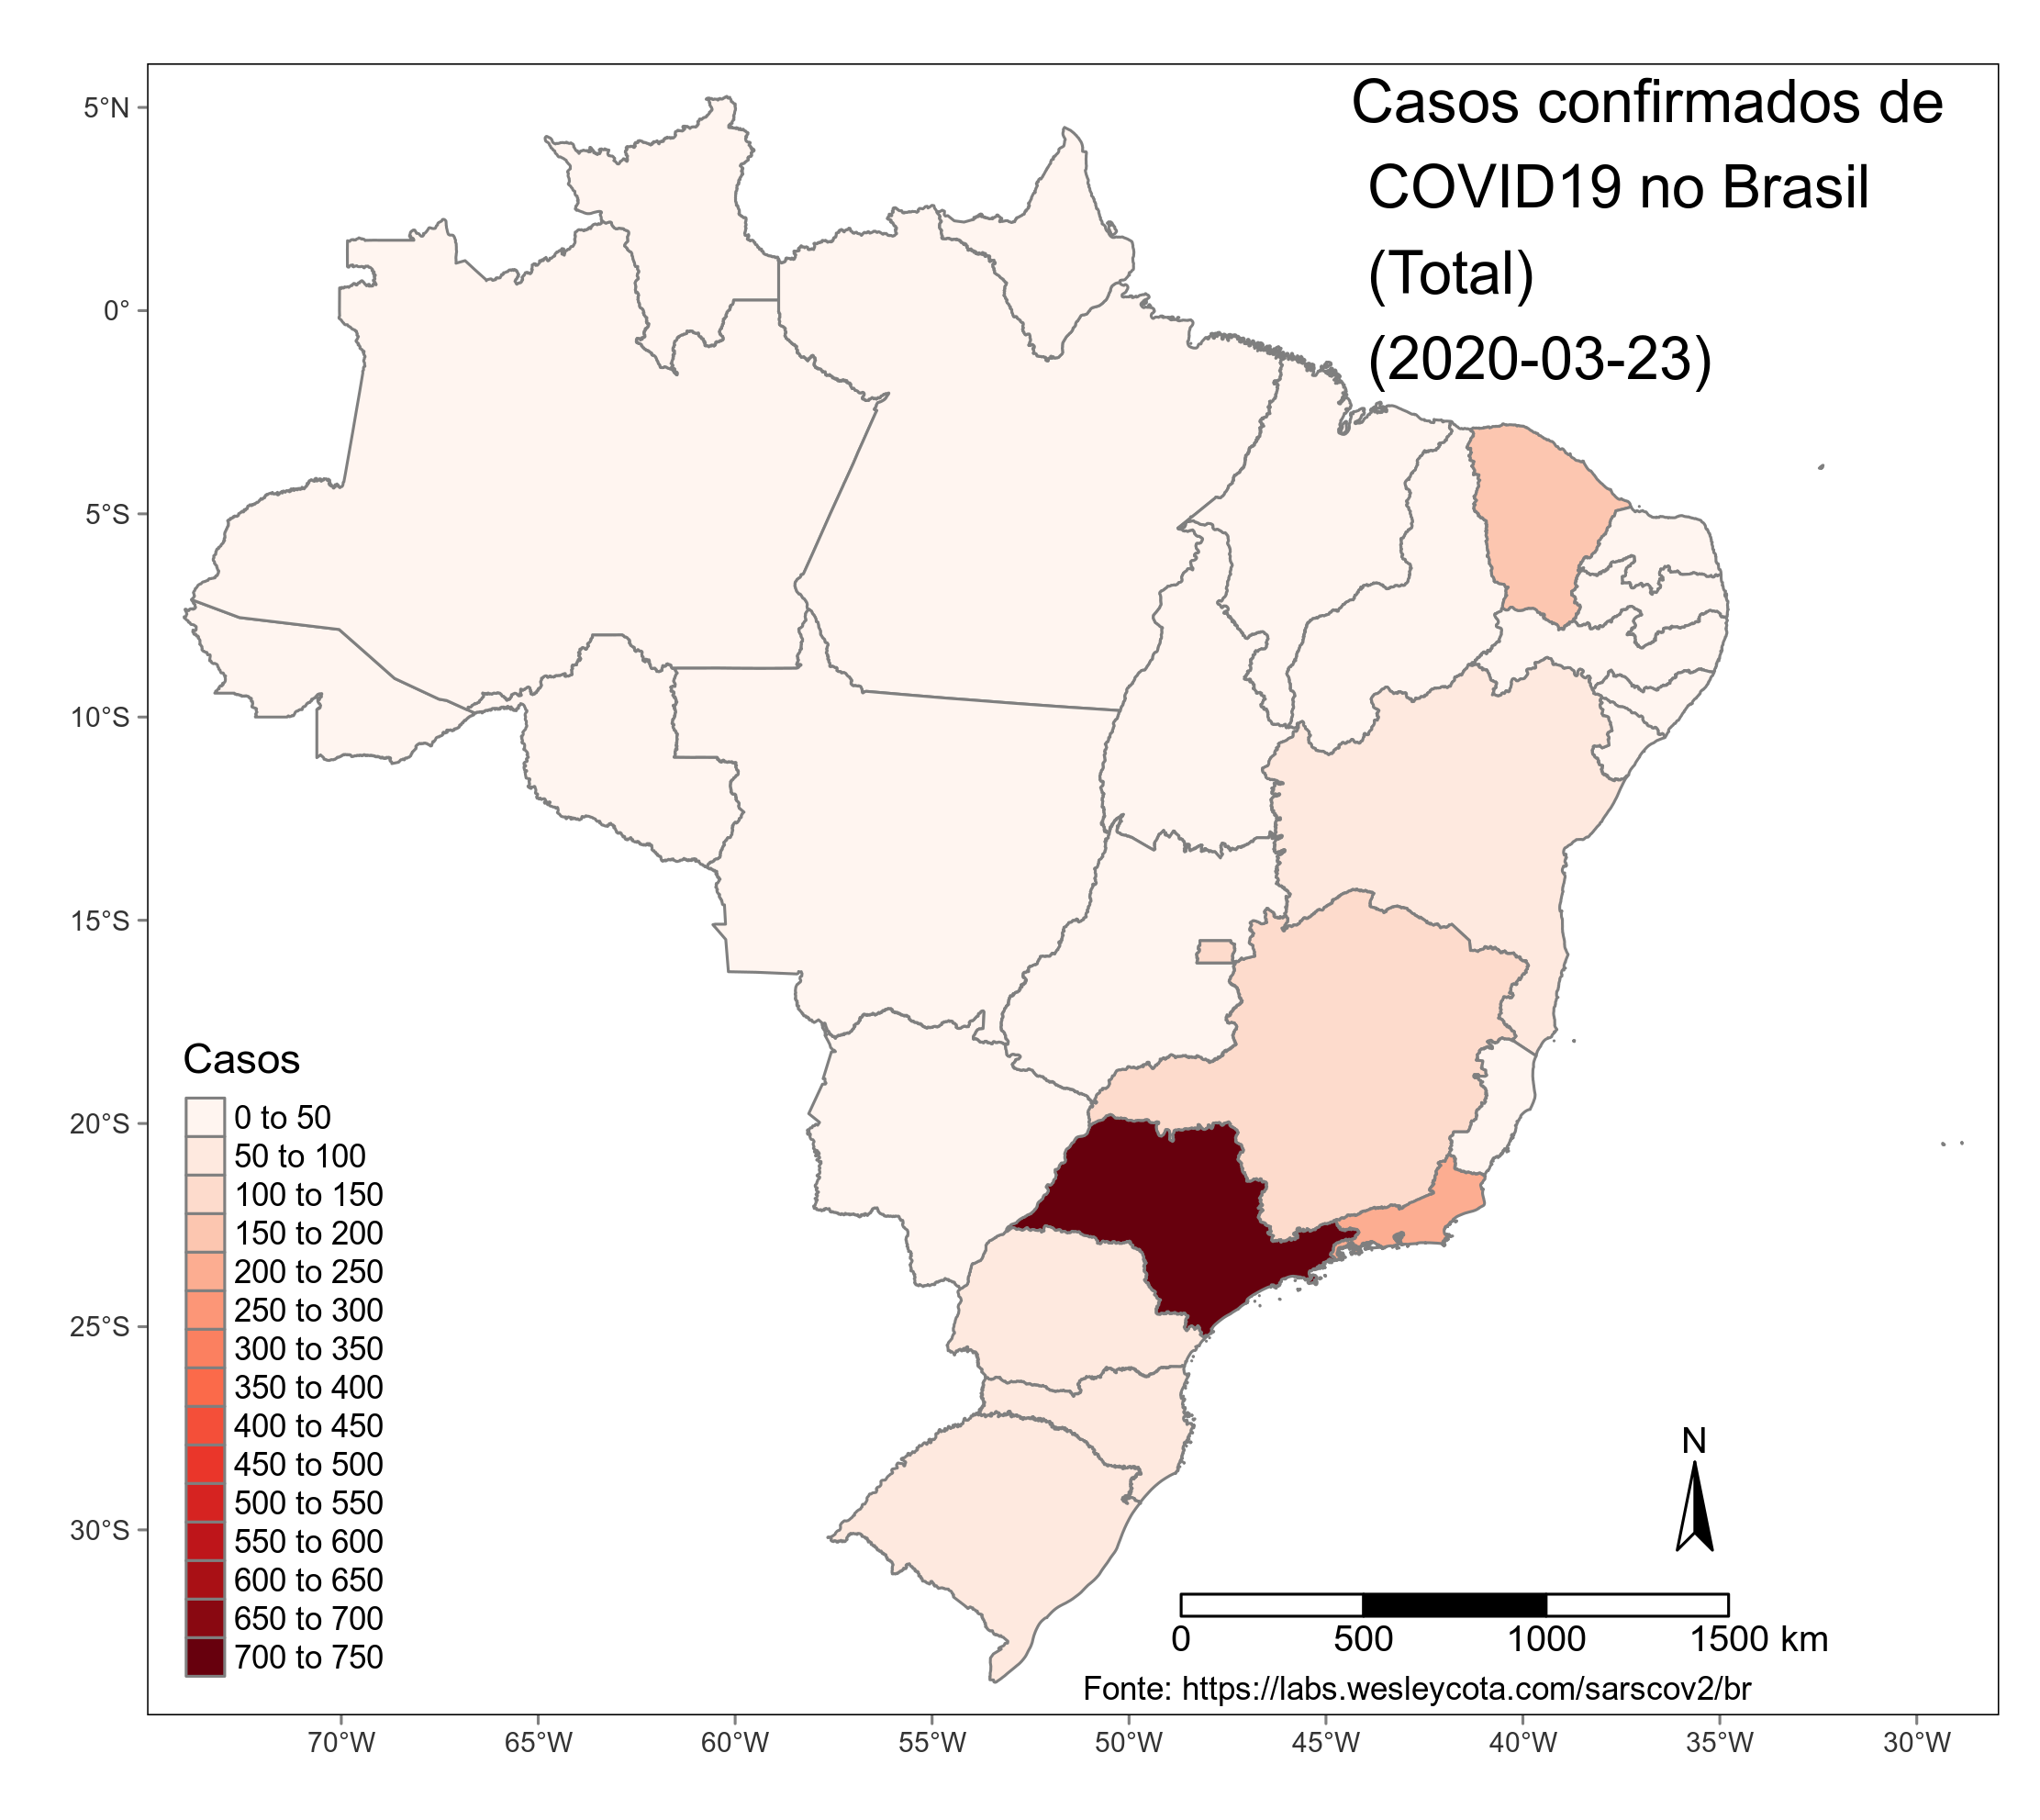 Casos confirmados de
COVID19 no Brasil
(Total)
(2020-03-23)
5°N
0°
5°S
10°S
15°S
20°S
25°S
30°S
Casos
0 to 50
50 to 100
100 to 150
150 to 200
200 to 250
250 to 300
300 to 350
350 to 400
400 to 450
450 to 500
500 to 550
550 to 600
600 to 650
650 to 700
700 to 750
N
0 500 1000 1500 km
Fonte: https://labs.wesleycota.com/sarscov2/br
70°W 65°W 60°W 55°W 50°W 45°W 40°W 35°W 30°W